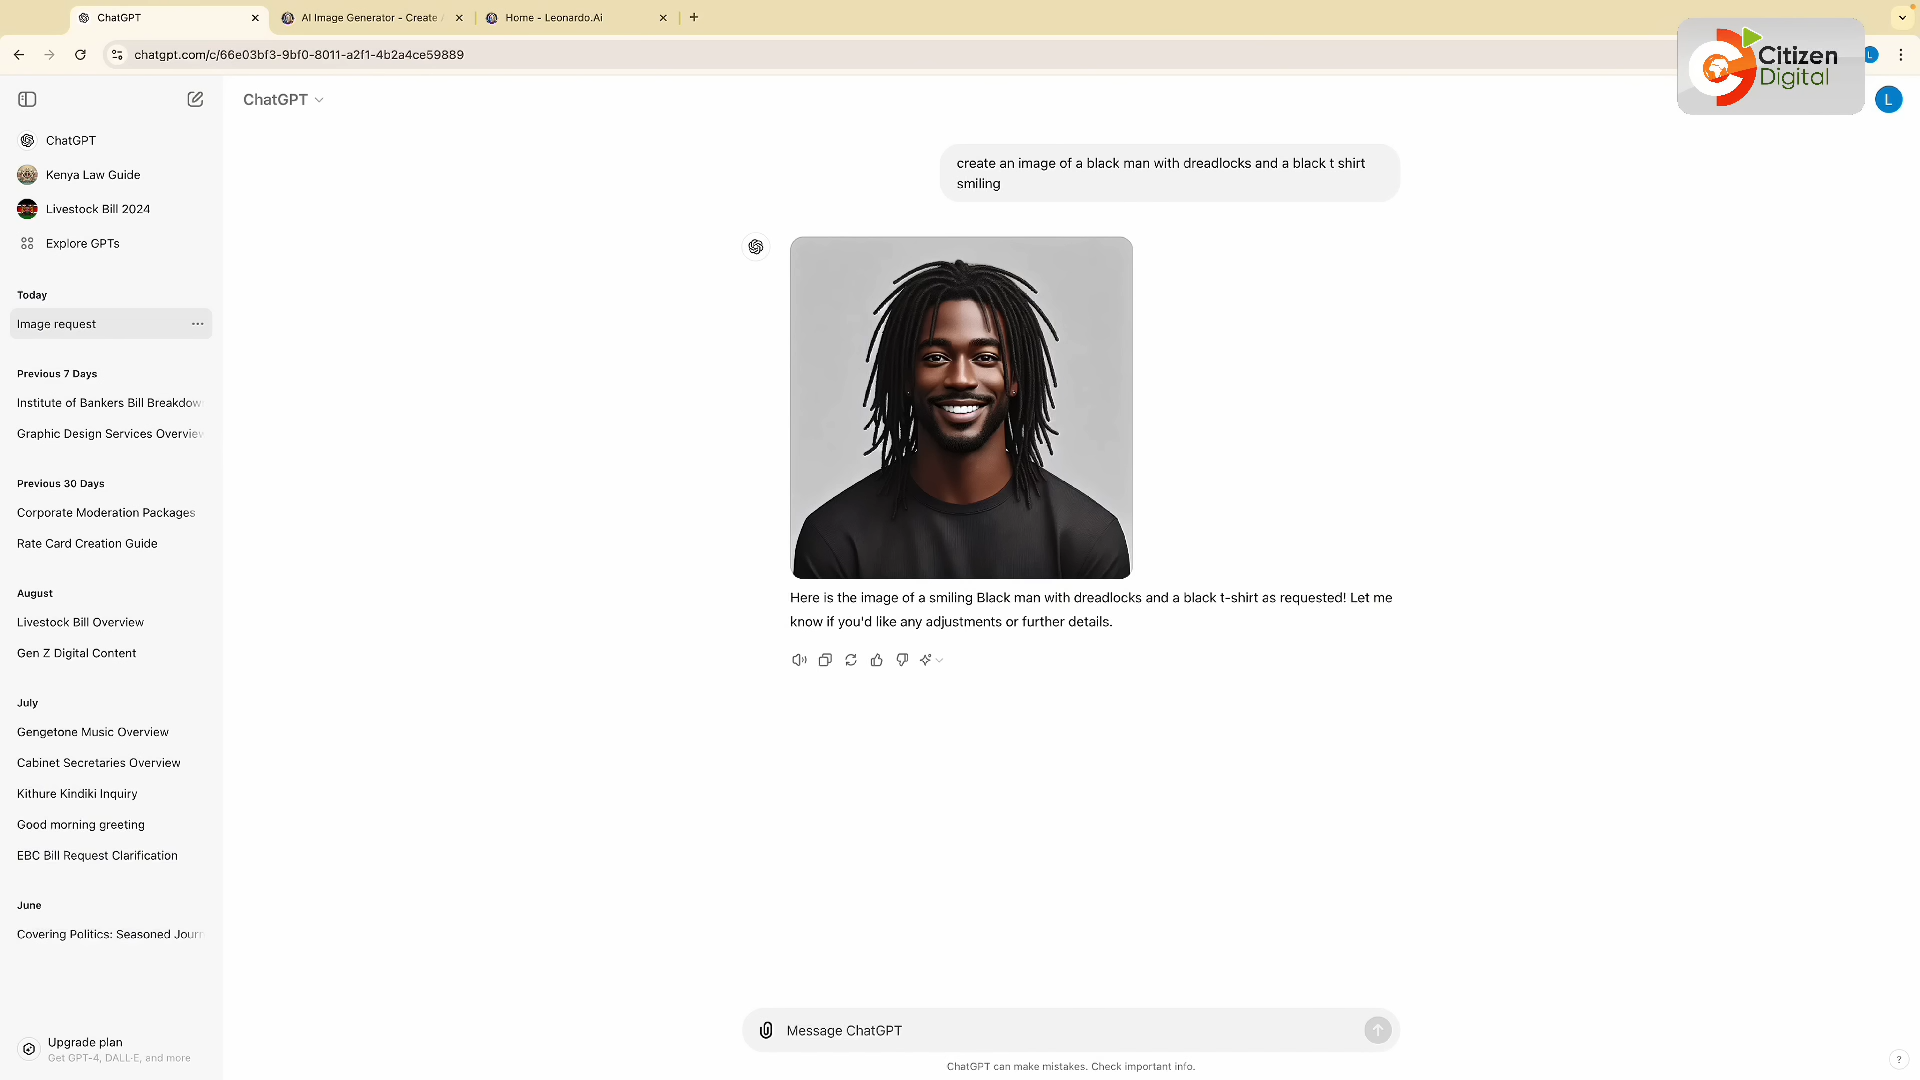 ChatGPT
AI Image Generator - Create
Home - Leonardo.Ai
chatgpt.com/c/66e03bf3-9bf0-8011-a2f1-4b2a4ce59889
L
Citizen
Digital
ChatGPT
L
ChatGPT
Kenya Law Guide
Livestock Bill 2024
Explore GPTs
Today
Image request
Previous 7 Days
Institute of Bankers Bill Breakdow
Graphic Design Services Overview
Previous 30 Days
Corporate Moderation Packages
Rate Card Creation Guide
August
Livestock Bill Overview
Gen Z Digital Content
July
Gengetone Music Overview
Cabinet Secretaries Overview
Kithure Kindiki Inquiry
Good morning greeting
EBC Bill Request Clarification
June
Covering Politics: Seasoned Journ
Upgrade plan
Get GPT-4, DALL·E, and more
create an image of a black man with dreadlocks and a black t shirt
smiling
Here is the image of a smiling Black man with dreadlocks and a black t-shirt as requested! Let me
know if you'd like any adjustments or further details.
Message ChatGPT
ChatGPT can make mistakes. Check important info.
?